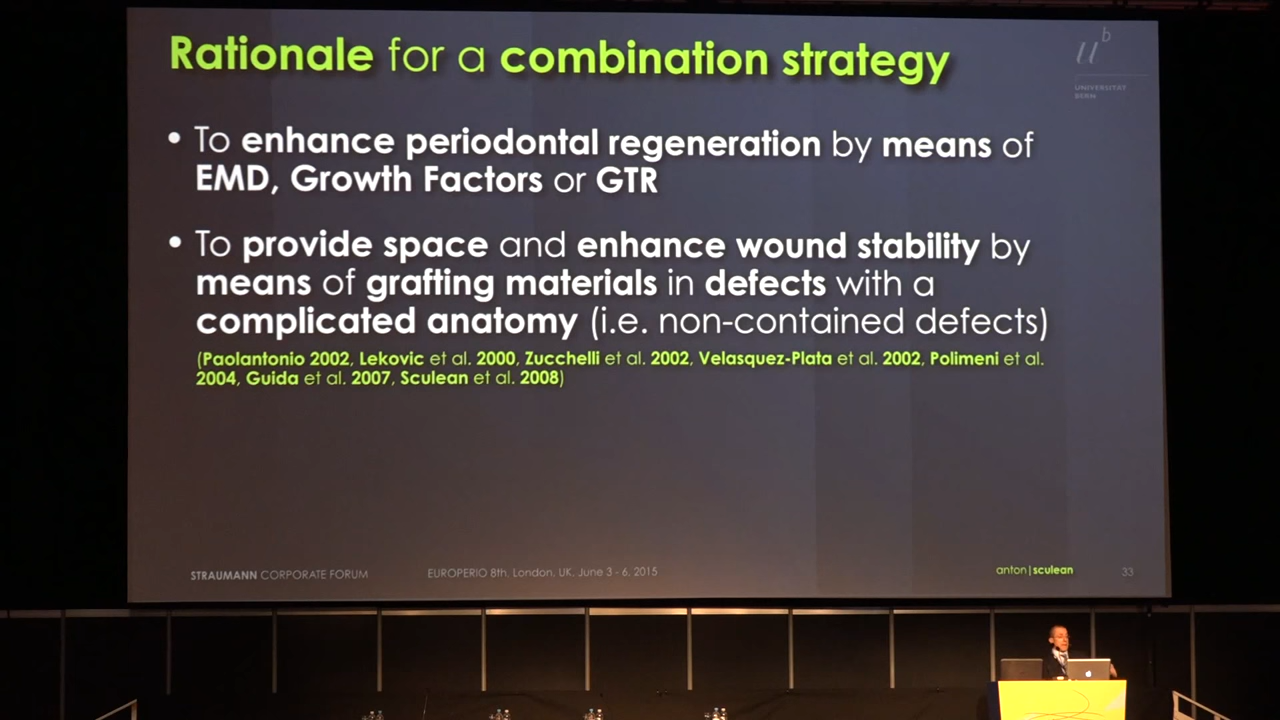 Rationale for a combination strategy
u b
UNIVERSITÄT
BERN
• To enhance periodontal regeneration by means of
EMD, Growth Factors or GTR
• To provide space and enhance wound stability by
means of grafting materials in defects with a
complicated anatomy (i.e. non-contained defects)
(Paolantonio 2002, Lekovic et al. 2000, Zucchelli et al. 2002, Velasquez-Plata et al. 2002, Polimeni et al.
2004, Guida et al. 2007, Sculean et al. 2008)
STRAUMANN CORPORATE FORUM EUROPERIO 8th, London, UK, June 3 - 6, 2015 anton|sculean 33